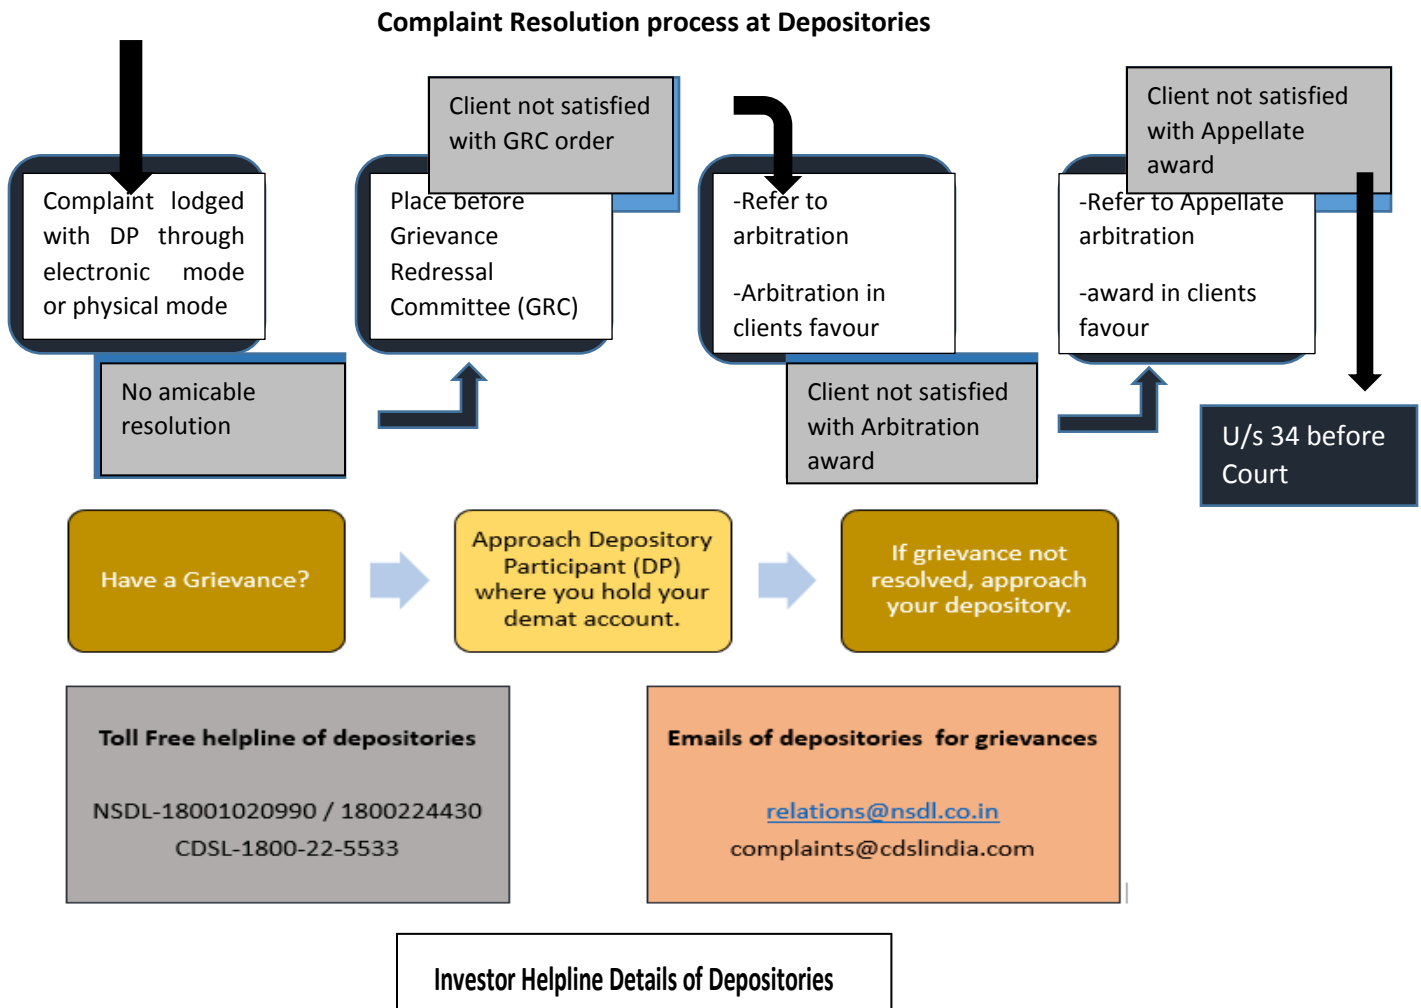 Complaint Resolution process at Depositories
Complaint lodged
with DP through
electronic mode
or physical mode
No amicable
resolution
Client not satisfied
with GRC order
Place before
Grievance
Redressal
Committee (GRC)
-Refer to
arbitration
-Arbitration in
clients favour
Client not satisfied
with Arbitration
award
Client not satisfied
with Appellate
award
-Refer to Appellate
arbitration
-award in clients
favour
U/s 34 before
Court
Have a Grievance?
Approach Depository
Participant (DP)
where you hold your
demat account.
If grievance not
resolved, approach
your depository.
Toll Free helpline of depositories
NSDL-18001020990 / 1800224430
CDSL-1800-22-5533
Emails of depositories for grievances
relations@nsdl.co.in
complaints@cdslindia.com
Investor Helpline Details of Depositories